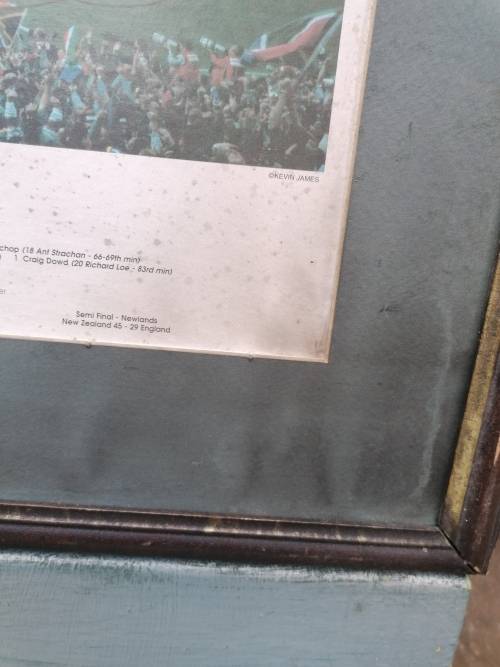 ©KEVIN JAMES
chop (18 Ant Strachan - 66-69th min)
1 Craig Dowd (20 Richard Loe - 83rd min)
Semi Final - Newlands
New Zealand 45 - 29 England